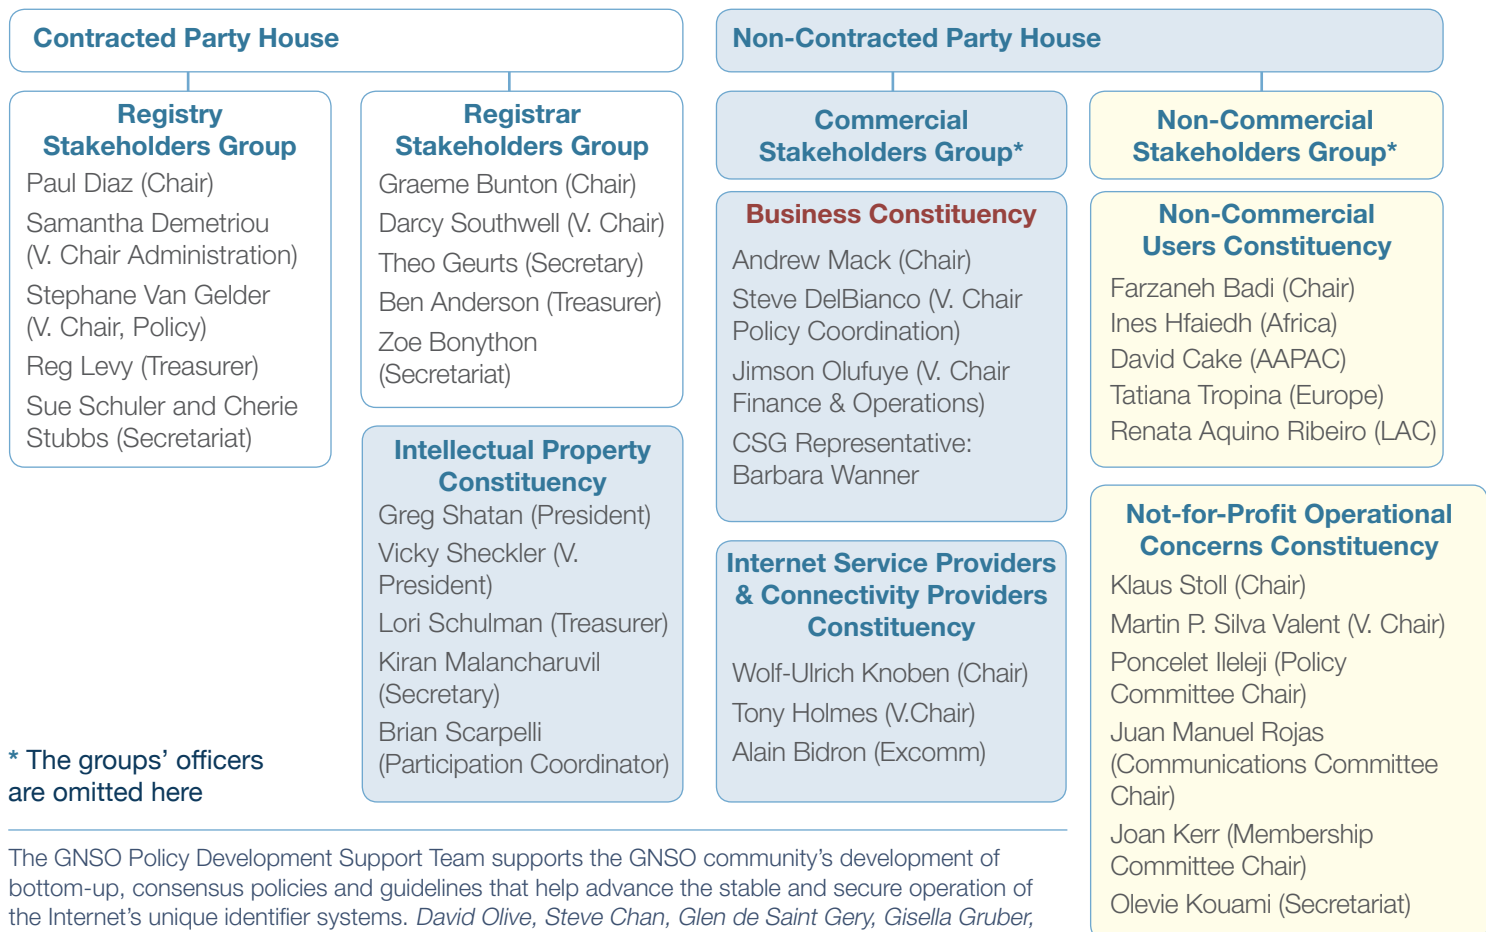 Contracted Party House
Registry
Stakeholders Group
Paul Diaz (Chair)
Samantha Demetriou
(V. Chair Administration)
Stephane Van Gelder
(V. Chair, Policy)
Reg Levy (Treasurer)
Sue Schuler and Cherie
Stubbs (Secretariat)
Registrar
Stakeholders Group
Graeme Bunton (Chair)
Darcy Southwell (V. Chair)
Theo Geurts (Secretary)
Ben Anderson (Treasurer)
Zoe Bonython
(Secretariat)
Non-Contracted Party House
Commercial
Stakeholders Group*
Business Constituency
Andrew Mack (Chair)
Steve DelBianco (V. Chair
Policy Coordination)
Jimson Olufuye (V. Chair
Finance & Operations)
CSG Representative:
Barbara Wanner
Intellectual Property
Constituency
Greg Shatan (President)
Vicky Sheckler (V.
President)
Lori Schulman (Treasurer)
Kiran Malancharuvil
(Secretary)
Brian Scarpelli
(Participation Coordinator)
Internet Service Providers
& Connectivity Providers
Constituency
Wolf-Ulrich Knoben (Chair)
Tony Holmes (V.Chair)
Alain Bidron (Excomm)
Non-Commercial
Stakeholders Group*
Non-Commercial
Users Constituency
Farzaneh Badi (Chair)
Ines Hfaiedh (Africa)
David Cake (AAPAC)
Tatiana Tropina (Europe)
Renata Aquino Ribeiro (LAC)
Not-for-Profit Operational
Concerns Constituency
Klaus Stoll (Chair)
Martin P. Silva Valent (V. Chair)
Poncelet Ileleji (Policy
Committee Chair)
Juan Manuel Rojas
(Communications Committee
Chair)
Joan Kerr (Membership
Committee Chair)
Olevie Kouami (Secretariat)
* The groups' officers
are omitted here
The GNSO Policy Development Support Team supports the GNSO community's development of
bottom-up, consensus policies and guidelines that help advance the stable and secure operation of
the Internet's unique identifier systems. David Olive, Steve Chan, Glen de Saint Gery, Gisella Gruber,